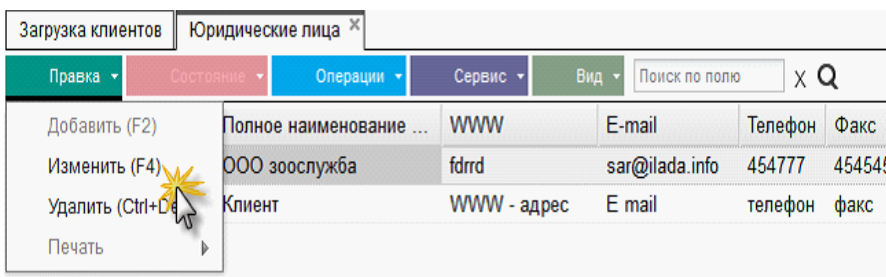 Загрузка клиентов Юридические лица ×
Правка Состояние Операции Сервис Вид Поиск по полю X
Добавить (F2) Полное наименование ... WWW E-mail Телефон Факс
Изменить (F4) ООО зоослужба fdrrd sar@ilada.info 454777 454545
Удалить (Ctrl+De Клиент WWW - адрес E mail телефон факс
Печать